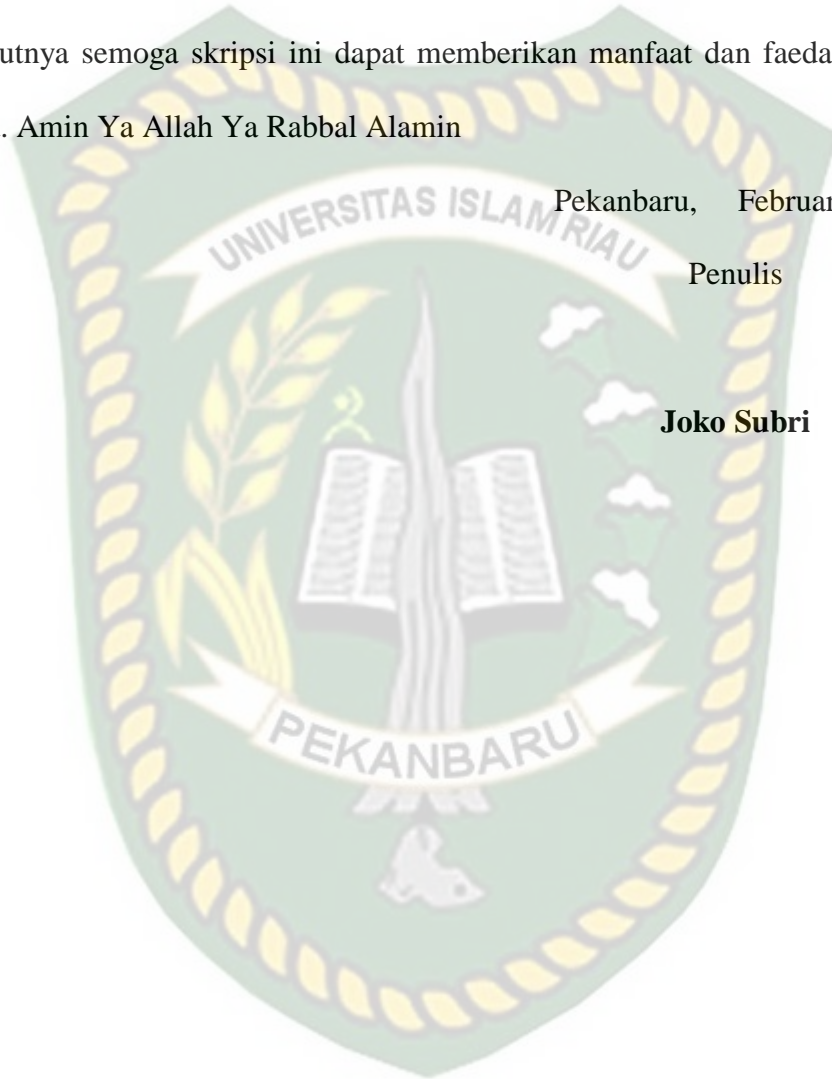 utnya semoga skripsi ini dapat memberikan manfaat dan faeda
. Amin Ya Allah Ya Rabbal Alamin
UNIVERSITAS ISLAM RIAU
Pekanbaru, Februar
Penulis
Joko Subri
PEKANBARU